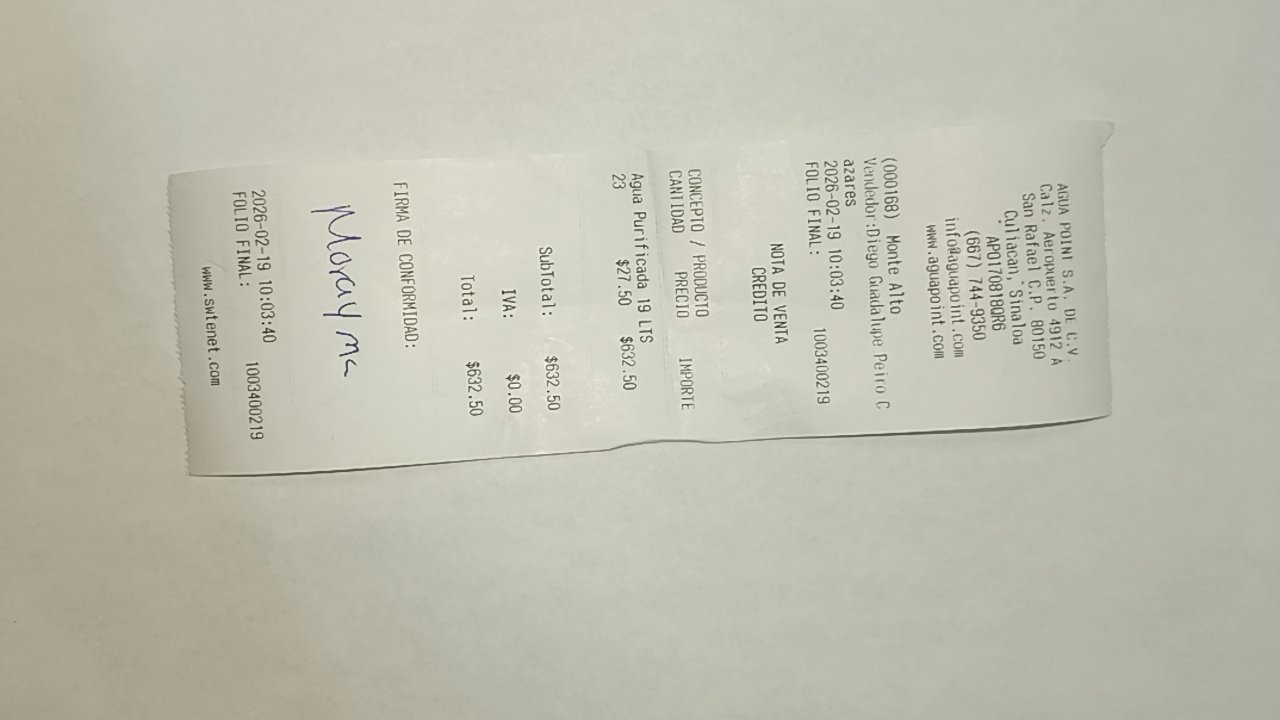 AGUA POINT S.A. DE C.V.
Calz. Aeropuerto 4912 A
San Rafael C.P. 80150
Culiacan, Sinaloa
APO170818QR6
(667) 744-9350
info@aguapoint.com
www.aguapoint.com
(000168) Monte Alto
Vendedor:Diego Guadalupe Peiro C
azares
2026-02-19 10:03:40
FOLIO FINAL: 1003400219
NOTA DE VENTA
CREDITO
CONCEPTO / PRODUCTO
CANTIDAD PRECIO IMPORTE
Agua Purificada 19 LTS
23 $27.50 $632.50
SubTotal: $632.50
IVA: $0.00
Total: $632.50
FIRMA DE CONFORMIDAD:
Morayma
2026-02-19 10:03:40
FOLIO FINAL: 1003400219
www.swtenet.com